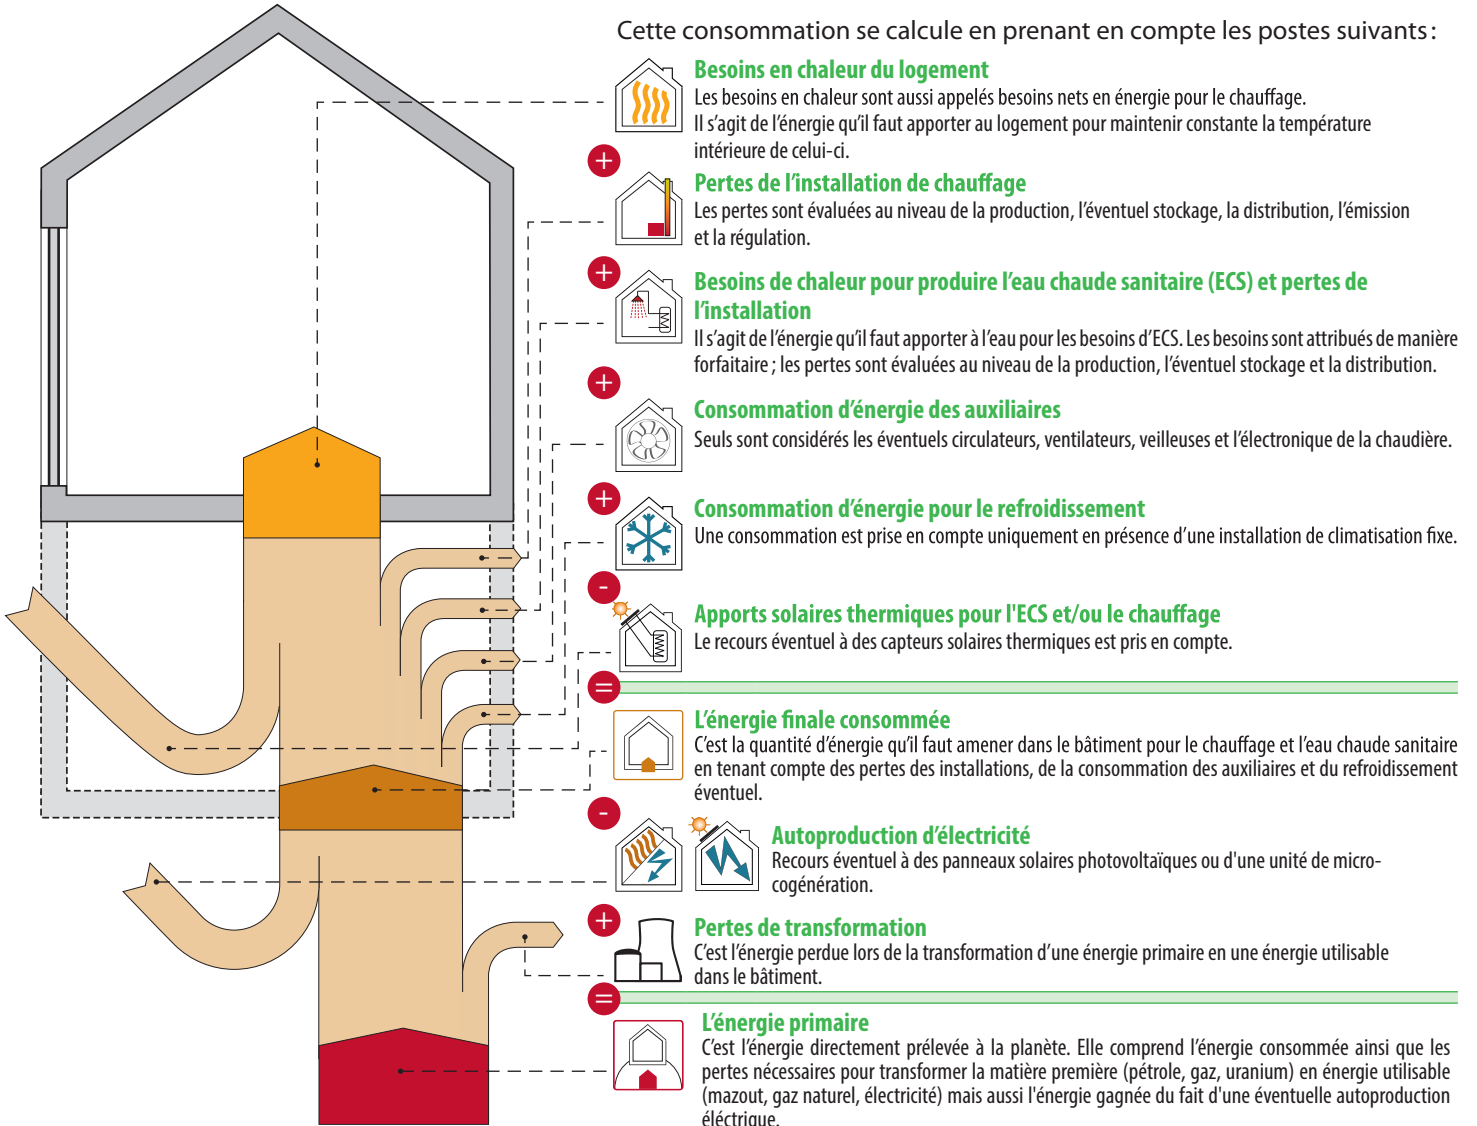 Cette consommation se calcule en prenant en compte les postes suivants :
Besoins en chaleur du logement
Les besoins en chaleur sont aussi appelés besoins nets en énergie pour le chauffage.
Il s'agit de l'énergie qu'il faut apporter au logement pour maintenir constante la température
intérieure de celui-ci.
+
Pertes de l'installation de chauffage
Les pertes sont évaluées au niveau de la production, l'éventuel stockage, la distribution, l'émission
et la régulation.
+
Besoins de chaleur pour produire l'eau chaude sanitaire (ECS) et pertes de
l'installation
Il s'agit de l'énergie qu'il faut apporter à l'eau pour les besoins d'ECS. Les besoins sont attribués de manière
forfaitaire ; les pertes sont évaluées au niveau de la production, l'éventuel stockage et la distribution.
+
Consommation d'énergie des auxiliaires
Seuls sont considérés les éventuels circulateurs, ventilateurs, veilleuses et l'électronique de la chaudière.
+
Consommation d'énergie pour le refroidissement
Une consommation est prise en compte uniquement en présence d'une installation de climatisation fixe.
-
Apports solaires thermiques pour l'ECS et/ou le chauffage
Le recours éventuel à des capteurs solaires thermiques est pris en compte.
=
L'énergie finale consommée
C'est la quantité d'énergie qu'il faut amener dans le bâtiment pour le chauffage et l'eau chaude sanitaire
en tenant compte des pertes des installations, de la consommation des auxiliaires et du refroidissement
éventuel.
-
Autoproduction d'électricité
Recours éventuel à des panneaux solaires photovoltaïques ou d'une unité de micro-
cogénération.
+
Pertes de transformation
C'est l'énergie perdue lors de la transformation d'une énergie primaire en une énergie utilisable
dans le bâtiment.
=
L'énergie primaire
C'est l'énergie directement prélevée à la planète. Elle comprend l'énergie consommée ainsi que les
pertes nécessaires pour transformer la matière première (pétrole, gaz, uranium) en énergie utilisable
(mazout, gaz naturel, électricité) mais aussi l'énergie gagnée du fait d'une éventuelle autoproduction
éléctrique.